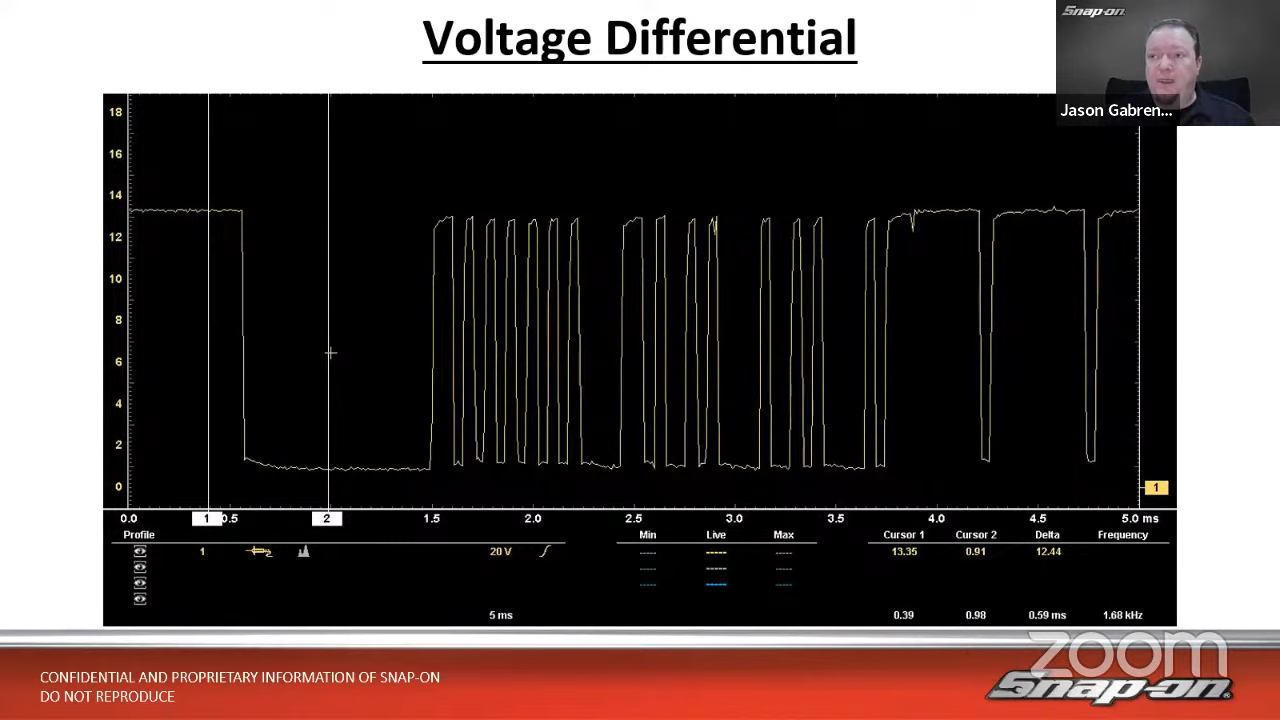 Voltage Differential
Snap-on
Jason Gabren...
18
16
14
12
10
8
6
4
2
0
1
0.0 1 0.5 2 1.5 2.0 2.5 3.0 3.5 4.0 4.5 5.0 ms
Profile Min Live Max Cursor 1 Cursor 2 Delta Frequency
1 20 V ---- ---- ---- 13.35 0.91 12.44
---- ---- ----
---- ---- ----
5 ms 0.39 0.98 0.59 ms 1.68 kHz
zoom
CONFIDENTIAL AND PROPRIETARY INFORMATION OF SNAP-ON
DO NOT REPRODUCE
Snap-on®